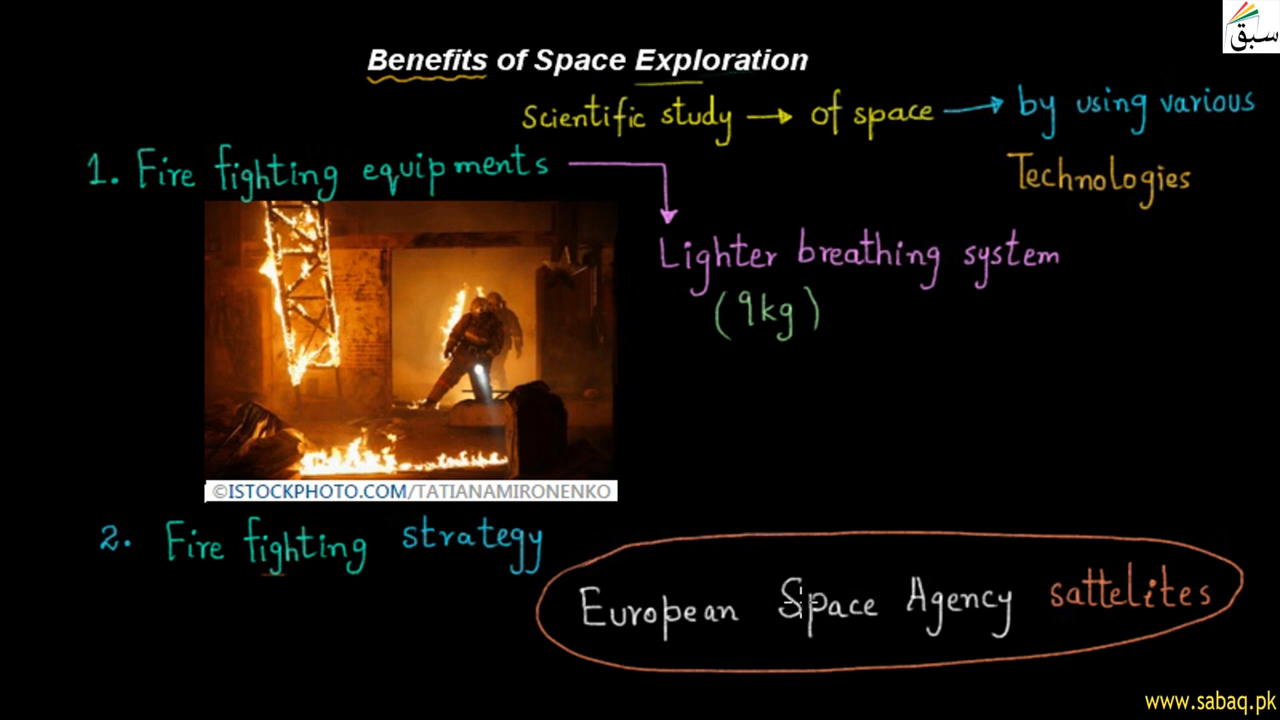 سبق
Benefits of Space Exploration
Scientific study → of space → by using various
Technologies
1. Fire fighting equipments
Lighter breathing system
(9kg)
©ISTOCKPHOTO.COM/TATIANAMIRONENKO
2. Fire fighting strategy
European Space Agency sattelites
www.sabaq.pk